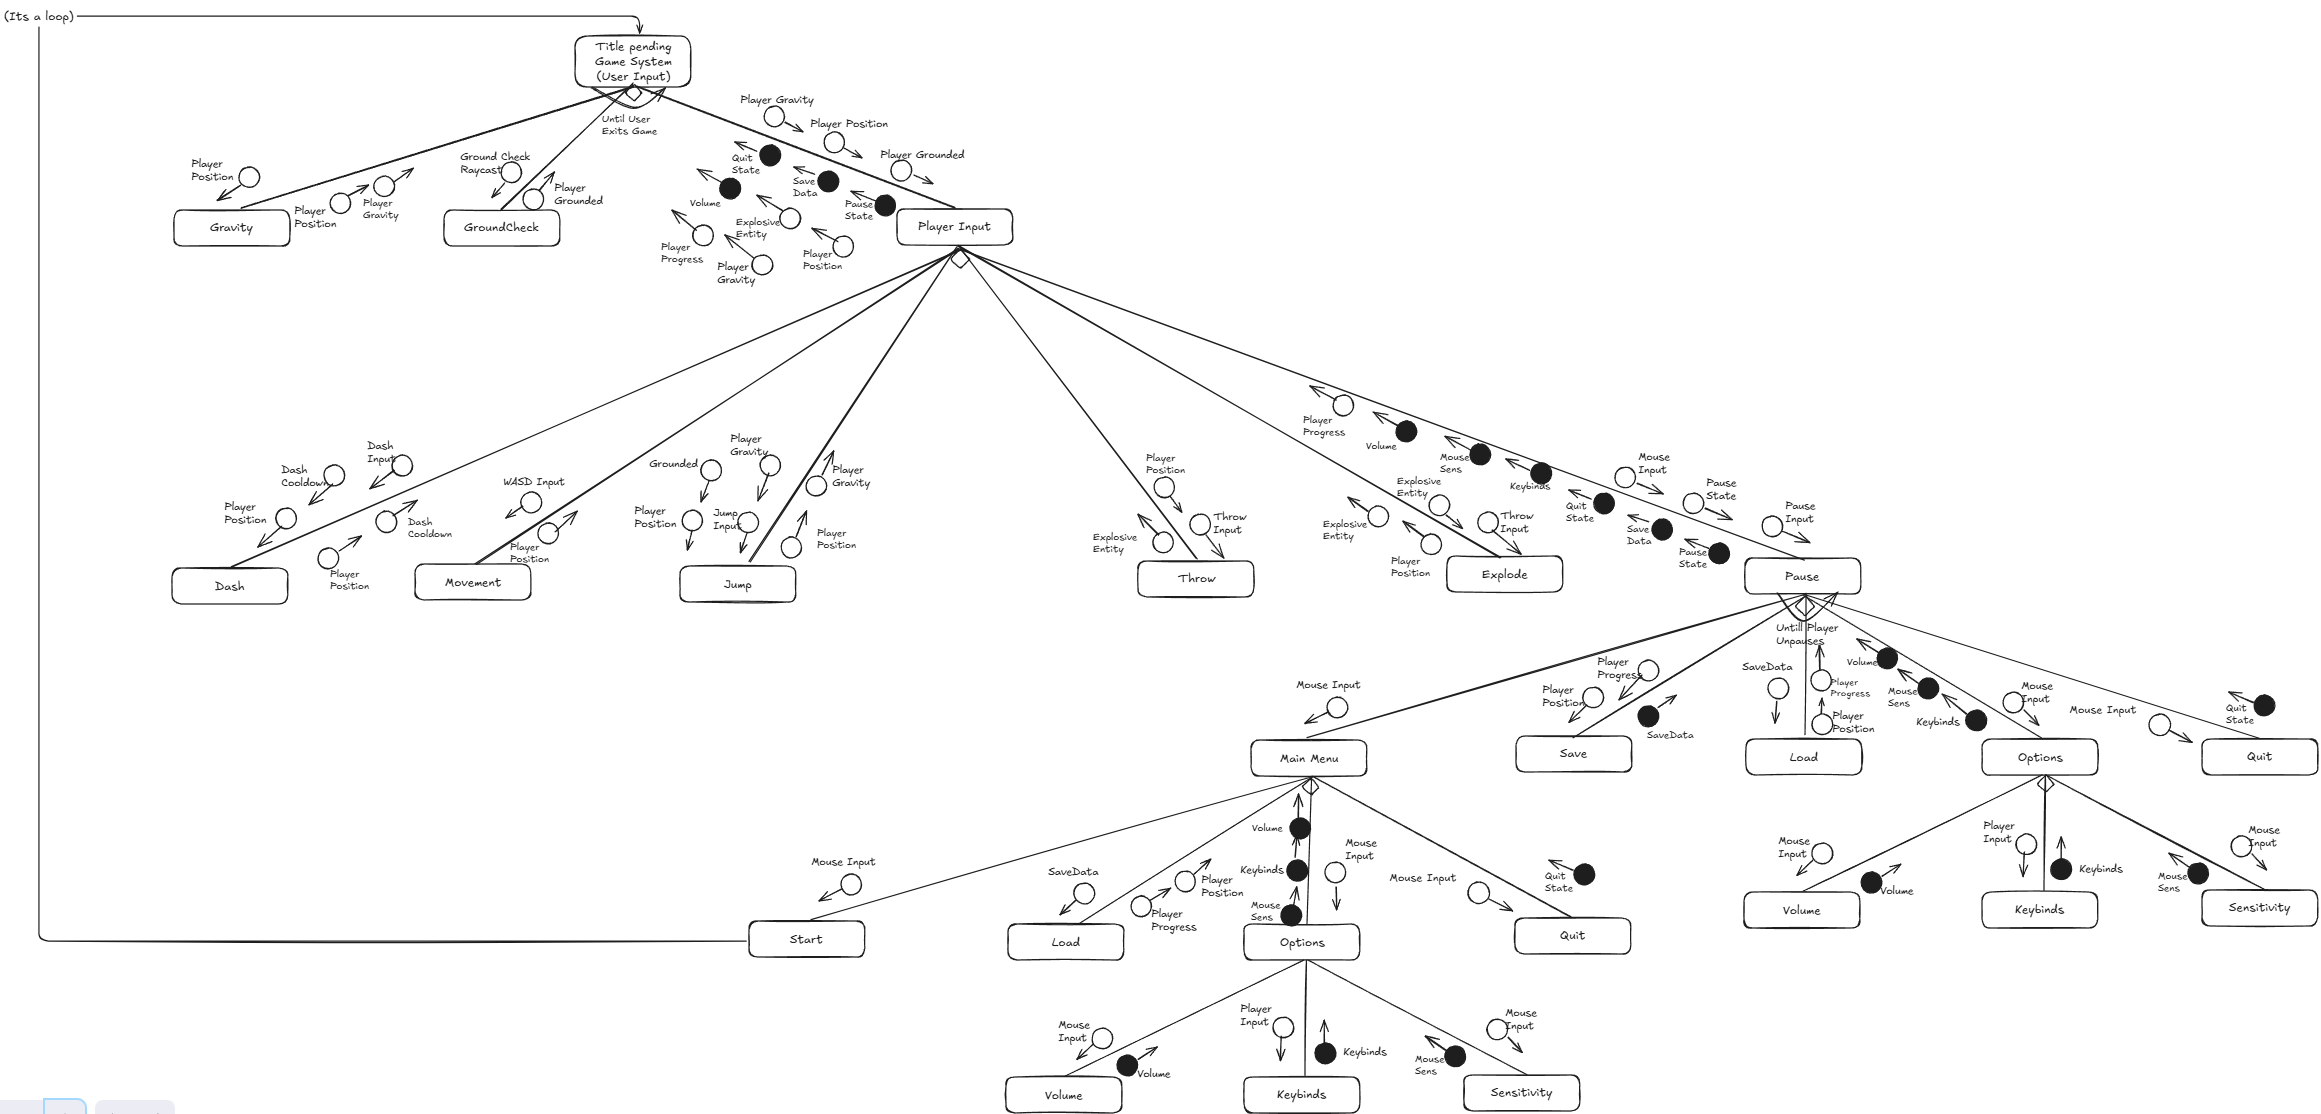 (Its a loop)
Title pending
Game System
(User Input)
Until User
Exits Game
Player
Position
Player
Position
Player
Gravity
Gravity
Ground Check
Raycast
Player
Grounded
GroundCheck
Player Gravity
Player Position
Player Grounded
Quit
State
Save
Data
Pause
State
Volume
Explosive
Entity
Player
Position
Player
Progress
Player
Gravity
Player Input
Dash
Input
Dash
Cooldown
Player
Position
Dash
Cooldown
Player
Position
Dash
WASD Input
Player
Position
Movement
Player
Gravity
Grounded
Player
Position
Jump
Input
Player
Gravity
Player
Position
Jump
Player
Position
Throw
Input
Explosive
Entity
Throw
Explosive
Entity
Throw
Input
Explosive
Entity
Player
Position
Explode
Player
Progress
Volume
Mouse
Sens
Keybinds
Quit
State
Save
Data
Pause
State
Mouse
Input
Pause
State
Pause
Input
Pause
Untill Player
Unpauses
Mouse Input
Main Menu
Player
Progress
Player
Position
SaveData
Save
SaveData
Player
Progress
Player
Position
Load
Volume
Mouse
Sens
Keybinds
Mouse
Input
Options
Mouse Input
Quit
State
Quit
Mouse Input
Start
SaveData
Player
Position
Player
Progress
Load
Volume
Keybinds
Mouse
Sens
Mouse
Input
Options
Mouse Input
Quit
State
Quit
Mouse
Input
Volume
Volume
Player
Input
Keybinds
Keybinds
Mouse
Input
Mouse
Sens
Sensitivity
Mouse
Input
Volume
Volume
Player
Input
Keybinds
Keybinds
Mouse
Input
Mouse
Sens
Sensitivity